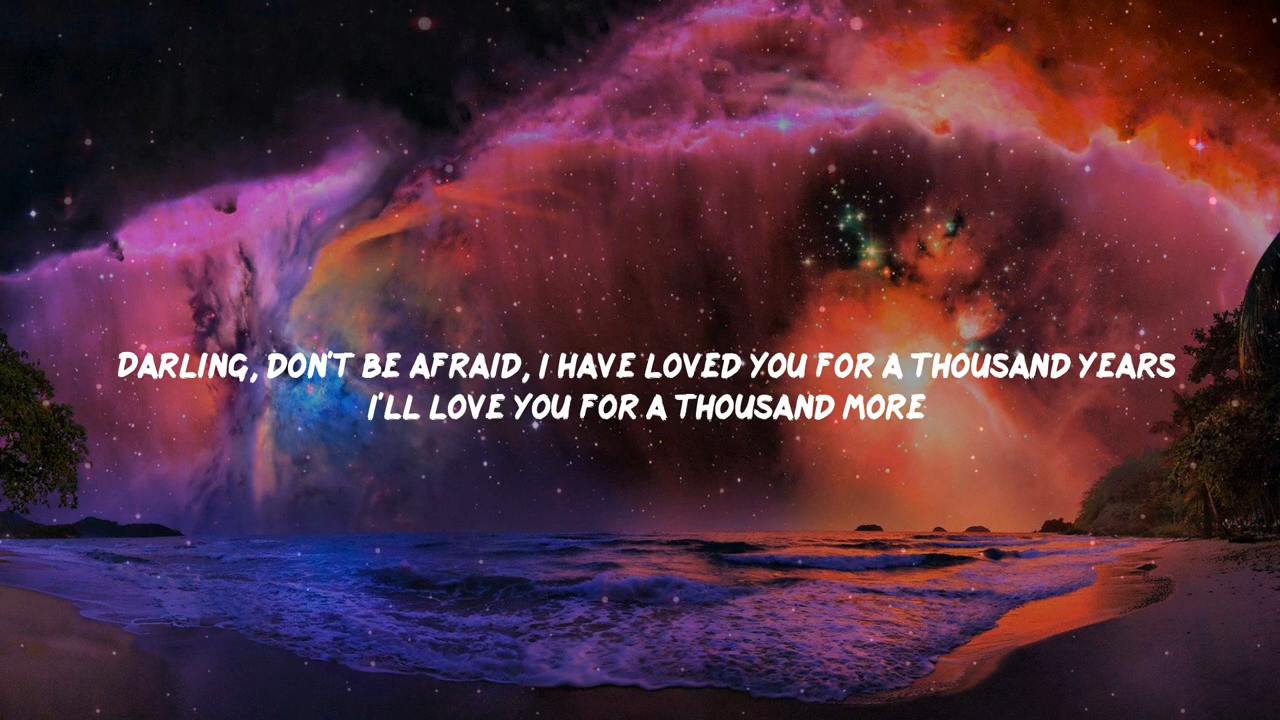 DARLING, DON'T BE AFRAID, I HAVE LOVED YOU FOR A THOUSAND YEARS
I'LL LOVE YOU FOR A THOUSAND MORE